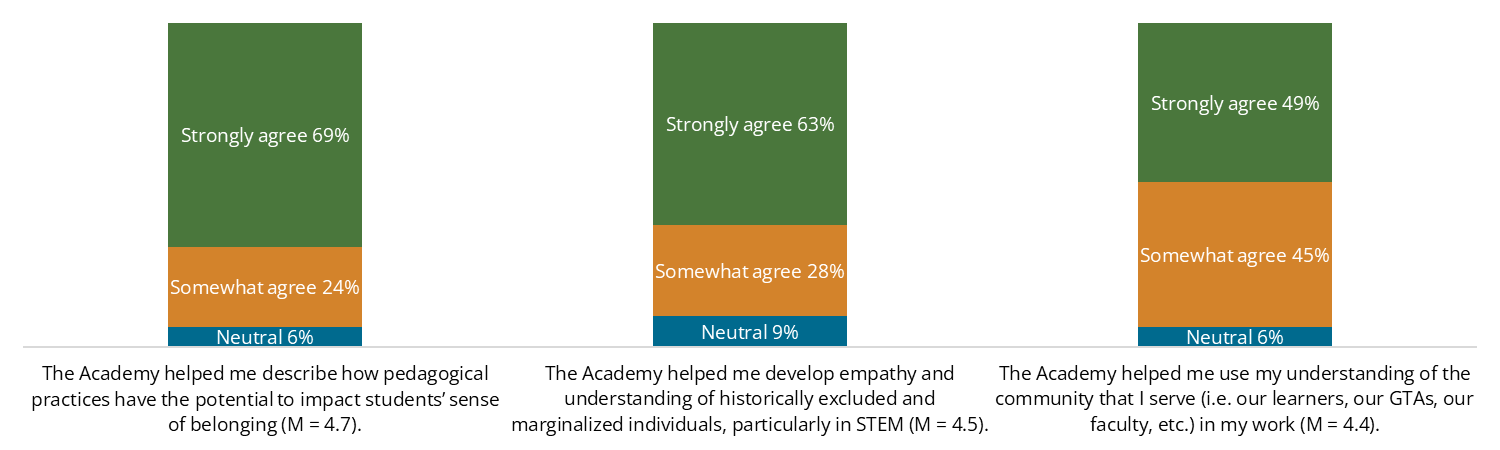 Strongly agree 69%
Somewhat agree 24%
Neutral 6%
The Academy helped me describe how pedagogical
practices have the potential to impact students’ sense
of belonging (M = 4.7).
Strongly agree 63%
Somewhat agree 28%
Neutral 9%
The Academy helped me develop empathy and
understanding of historically excluded and
marginalized individuals, particularly in STEM (M = 4.5).
Strongly agree 49%
Somewhat agree 45%
Neutral 6%
The Academy helped me use my understanding of the
community that I serve (i.e. our learners, our GTAs, our
faculty, etc.) in my work (M = 4.4).